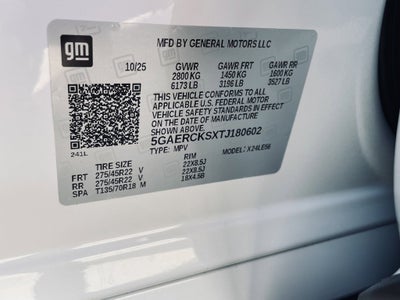 gm
MFD BY GENERAL MOTORS LLC
10/25 GVWR GAWR FRT GAWR RR
2800 KG 1450 KG 1600 KG
6173 LB 3196 LB 3527 LB
THIS VEHICLE CONFORMS TO ALL
APPLICABLE U.S. FEDERAL MOTOR
VEHICLE SAFETY STANDARDS IN EFFECT
ON THE DATE OF MANUFACTURE
SHOWN ABOVE.
5GAERCKSXTJ180602
TYPE: MPV MODEL: X24LE56
241L
TIRE SIZE RIM
FRT 275/45R22 V 22X8.5J
RR 275/45R22 V 22X8.5J
SPA T135/70R18 M 18X4.5B